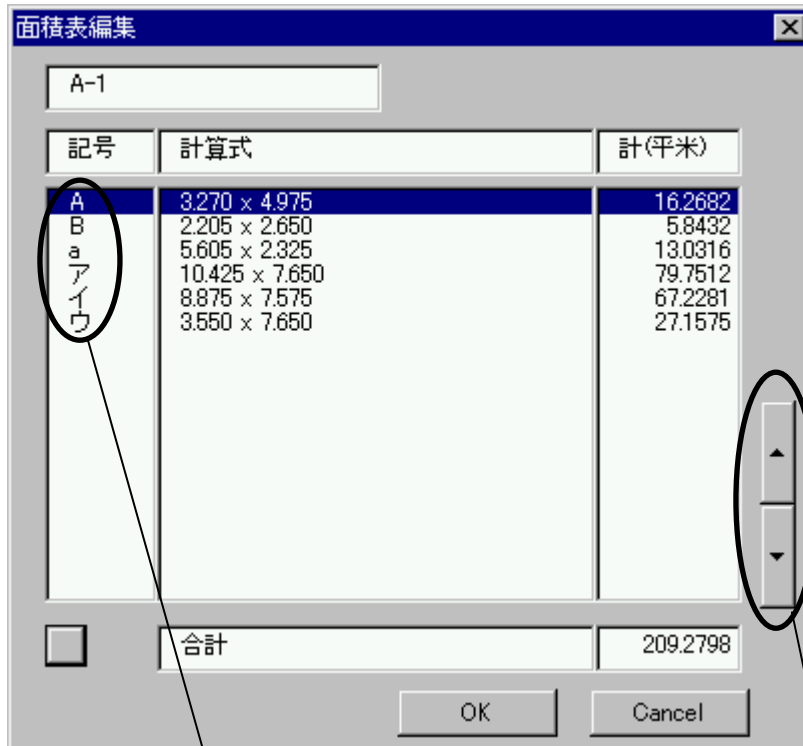 面積表編集
A-1
記号 計算式 計(平米)
A 3.270 x 4.975 16.2682
B 2.205 x 2.650 5.8432
a 5.605 x 2.325 13.0316
ア 10.425 x 7.650 79.7512
イ 8.875 x 7.575 67.2281
ウ 3.550 x 7.650 27.1575
合計 209.2798
OK Cancel